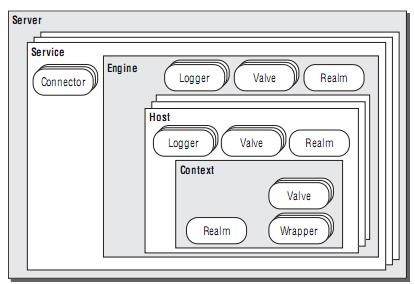 Server
Service
Connector
Engine
Logger
Valve
Realm
Host
Logger
Valve
Realm
Context
Valve
Realm
Wrapper